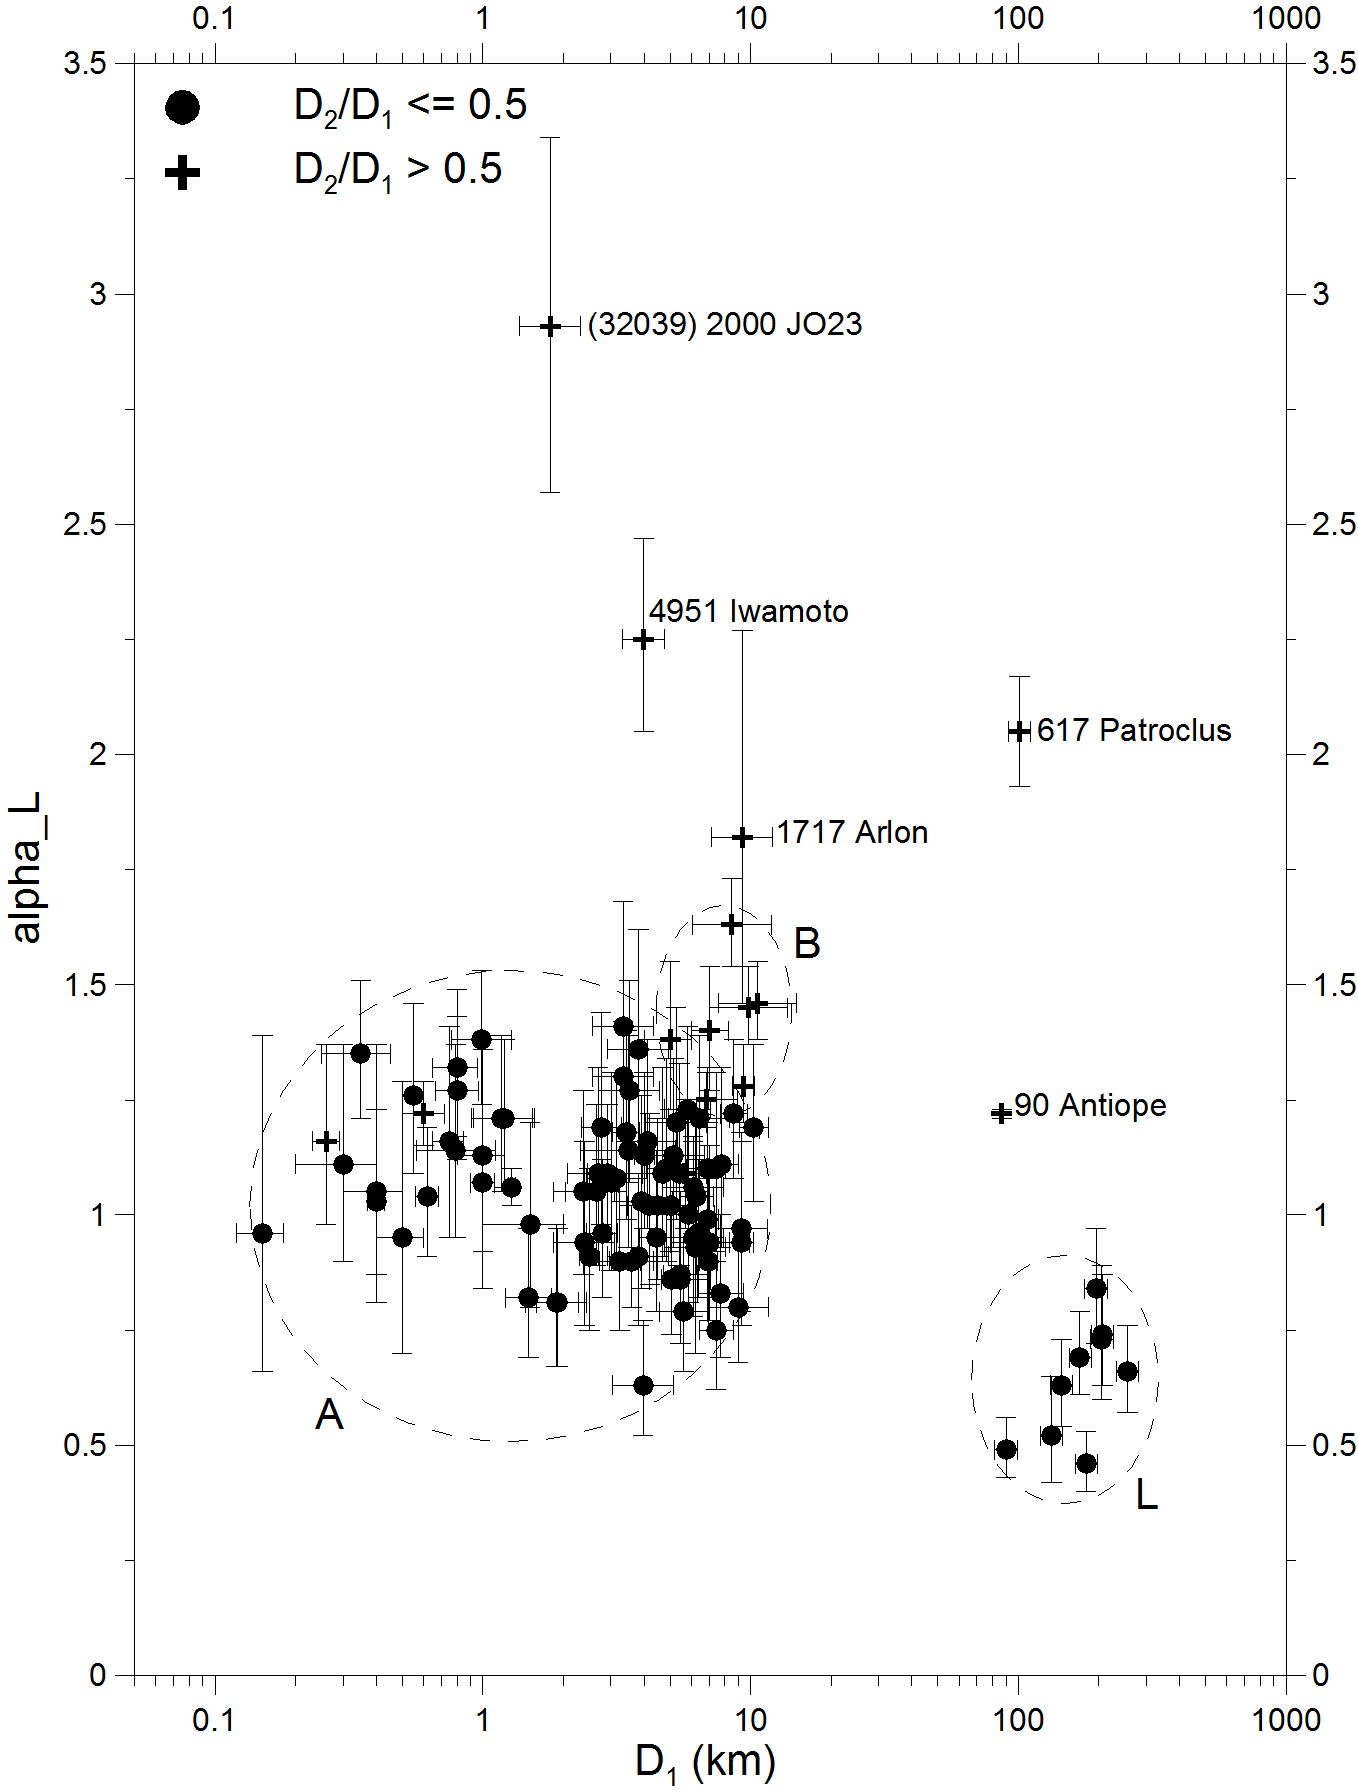 0.1 1 10 100 1000
3.5 3.5
D₂/D₁ <= 0.5
D₂/D₁ > 0.5
3 3
(32039) 2000 JO23
2.5 2.5
4951 Iwamoto
617 Patroclus
2 2
1717 Arlon
alpha_L
B
1.5 1.5
90 Antiope
1 1
A
0.5 0.5
L
0 0
0.1 1 10 100 1000
D₁ (km)